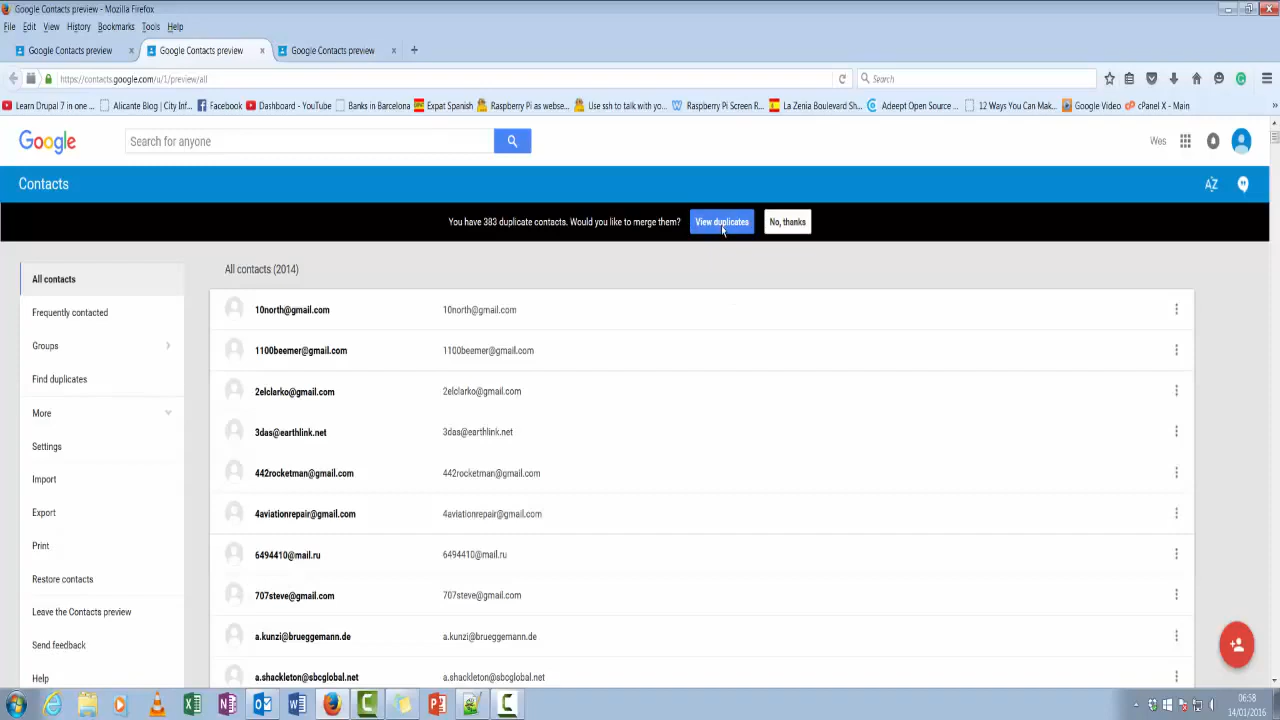 Google Contacts preview - Mozilla Firefox
File Edit View History Bookmarks Tools Help
Google Contacts preview × Google Contacts preview × Google Contacts preview × +
https://contacts.google.com/u/1/preview/all Search
Learn Drupal 7 in one ... Alicante Blog | City Inf... Facebook Dashboard - YouTube Banks in Barcelona Expat Spanish Raspberry Pi as webse... Use ssh to talk with yo... Raspberry Pi Screen R... La Zenia Boulevard Sh... Adeept Open Source ... 12 Ways You Can Mak... Google Video cPanel X - Main
Google Search for anyone Wes
Contacts AZ
You have 383 duplicate contacts. Would you like to merge them? View duplicates No, thanks
All contacts
Frequently contacted
Groups
Find duplicates
More
Settings
Import
Export
Print
Restore contacts
Leave the Contacts preview
Send feedback
Help
All contacts (2014)
10north@gmail.com 10north@gmail.com
1100beemer@gmail.com 1100beemer@gmail.com
2elclarko@gmail.com 2elclarko@gmail.com
3das@earthlink.net 3das@earthlink.net
442rocketman@gmail.com 442rocketman@gmail.com
4aviationrepair@gmail.com 4aviationrepair@gmail.com
6494410@mail.ru 6494410@mail.ru
707steve@gmail.com 707steve@gmail.com
a.kunzi@brueggemann.de a.kunzi@brueggemann.de
a.shackleton@sbcglobal.net a.shackleton@sbcglobal.net
06:58
14/01/2016